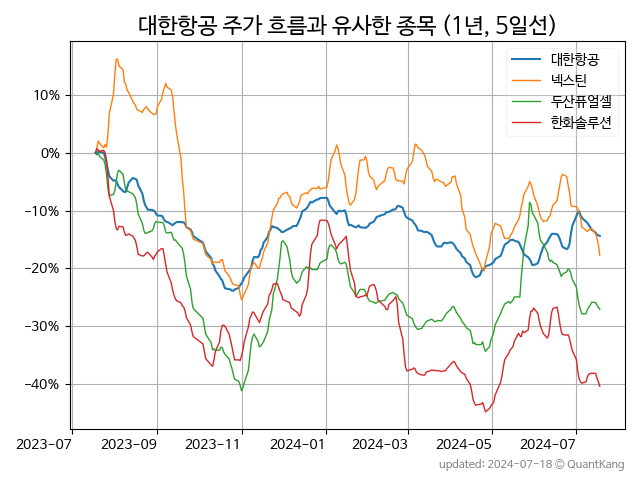 대한항공 주가 흐름과 유사한 종목 (1년, 5일선)
대한항공
넥스틴
두산퓨얼셀
한화솔루션
10%
0%
−10%
−20%
−30%
−40%
2023-07
2023-09
2023-11
2024-01
2024-03
2024-05
2024-07
updated: 2024-07-18 © QuantKang